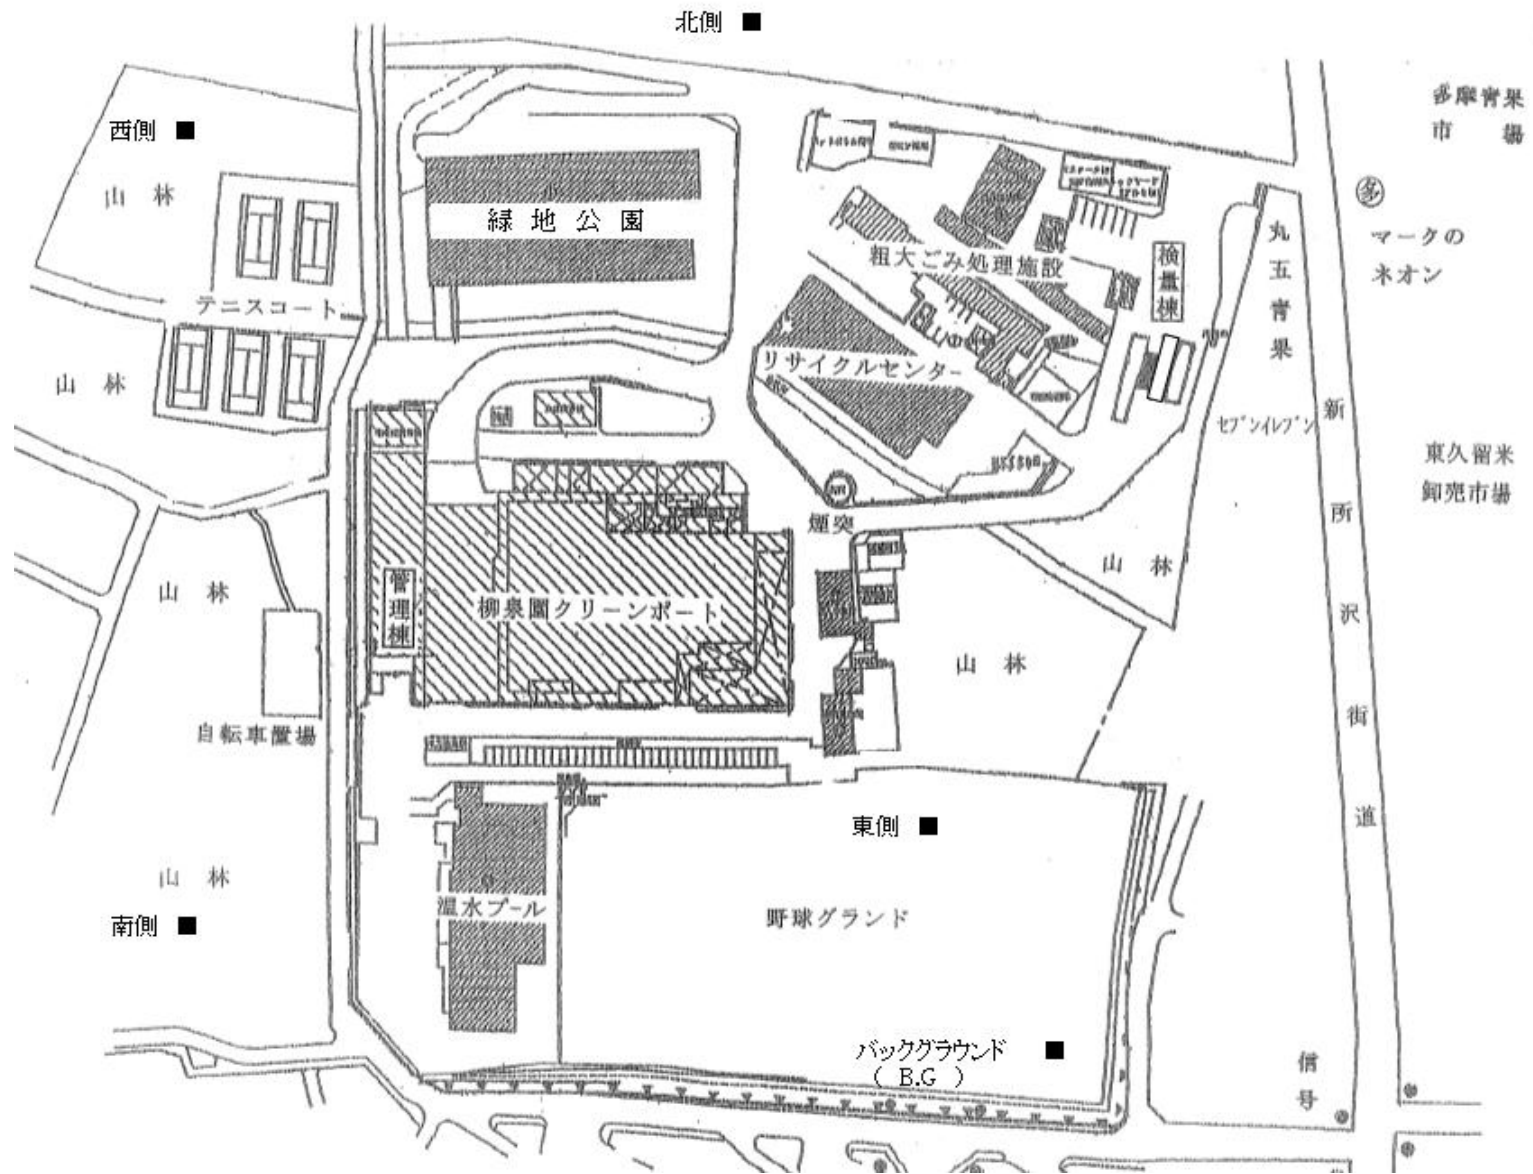 北側 ■
多摩青果
市 場
西側 ■
山 林
㊂
マークの
ネオン
緑地公園
丸五青果
粗大ごみ処理施設
検量棟
テニスコート
リサイクルセンター
山 林
セブンイレブン
新所沢街道
東久留米
卸売市場
煙突
山 林
山 林
管理棟
柳泉園クリーンポート
山 林
自転車置場
東側 ■
山 林
温水プール
野球グランド
南側 ■
バックグラウンド ■
( B.G )
信号